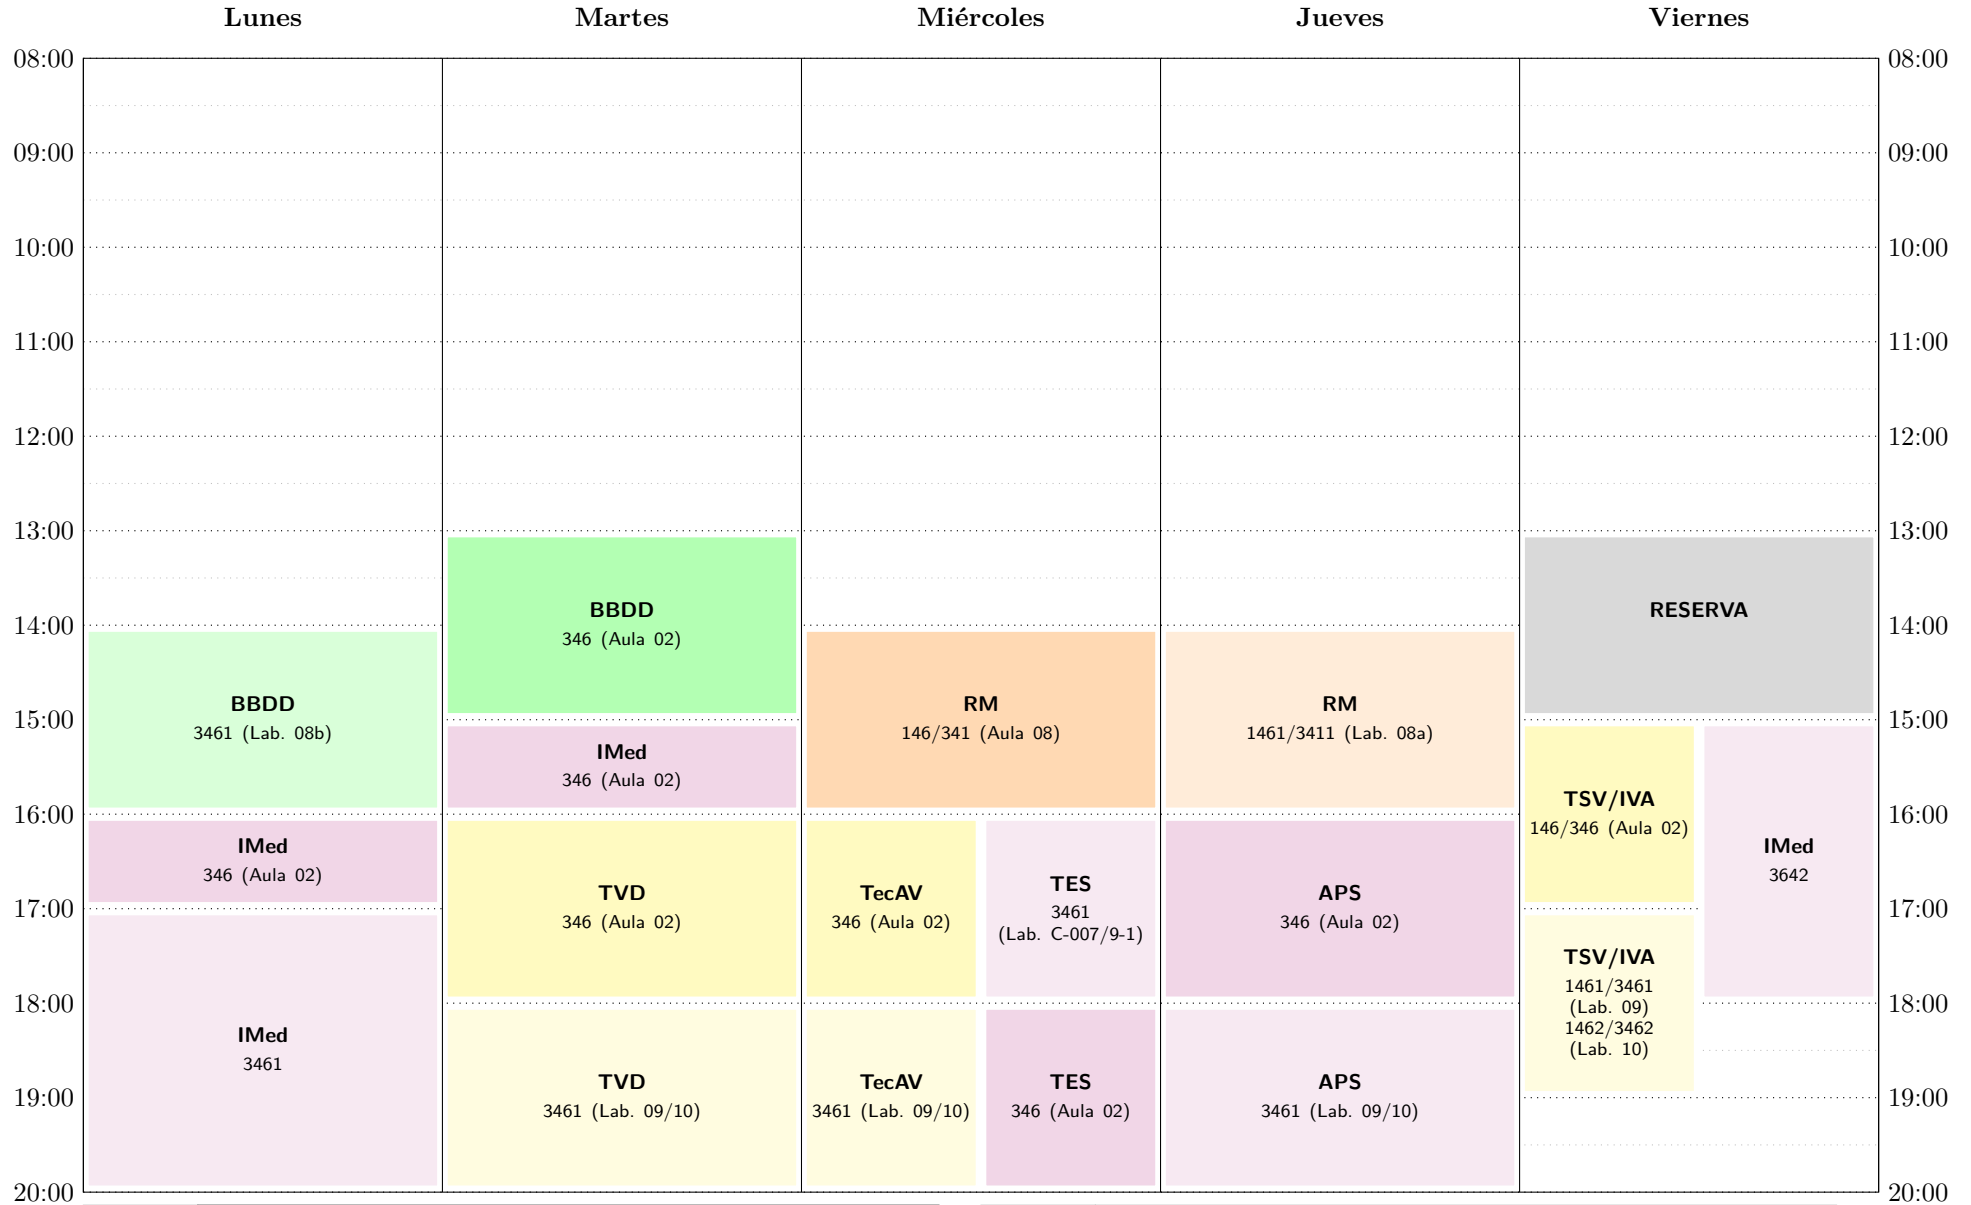 Lunes
Martes
Miércoles
Jueves
Viernes
08:00
08:00
09:00
09:00
10:00
10:00
11:00
11:00
12:00
12:00
13:00
13:00
14:00
14:00
15:00
15:00
16:00
16:00
17:00
17:00
18:00
18:00
19:00
19:00
20:00
20:00
BBDD
3461 (Lab. 08b)
IMed
346 (Aula 02)
IMed
3461
BBDD
346 (Aula 02)
IMed
346 (Aula 02)
TVD
346 (Aula 02)
TVD
3461 (Lab. 09/10)
RM
146/341 (Aula 08)
TecAV
346 (Aula 02)
TES
3461
(Lab. C-007/9-1)
TecAV
3461 (Lab. 09/10)
TES
346 (Aula 02)
RM
1461/3411 (Lab. 08a)
APS
346 (Aula 02)
APS
3461 (Lab. 09/10)
RESERVA
TSV/IVA
146/346 (Aula 02)
IMed
3642
TSV/IVA
1461/3461
(Lab. 09)
1462/3462
(Lab. 10)